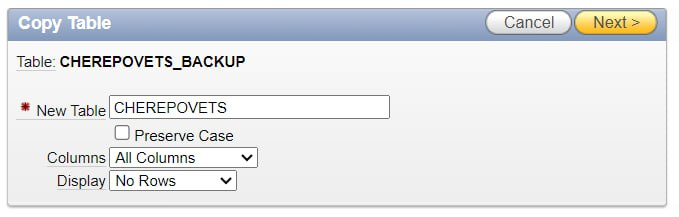 Copy Table Cancel Next >
Table: CHEREPOVETS_BACKUP
* New Table CHEREPOVETS
Preserve Case
Columns All Columns
Display No Rows